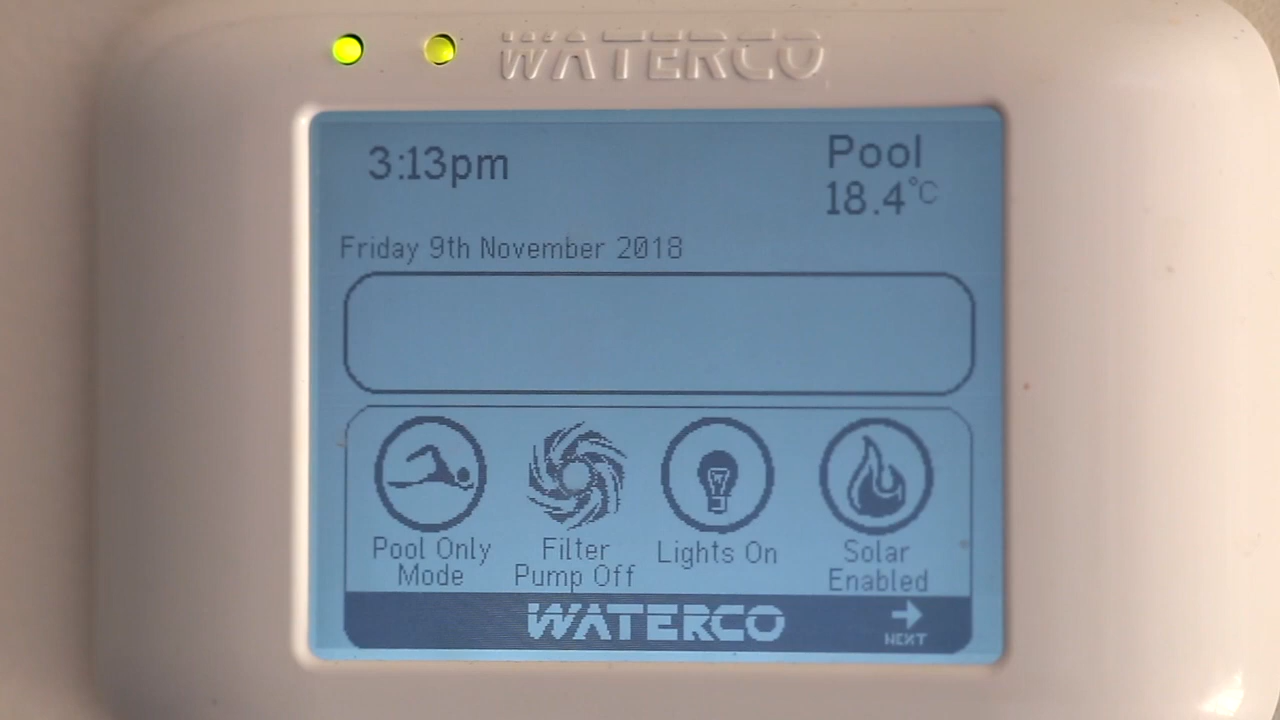 WATERCO
3:13pm
Pool
18.4°C
Friday 9th November 2018
Pool Only
Mode
Filter
Pump Off
Lights On
Solar
Enabled
WATERCO
NEXT